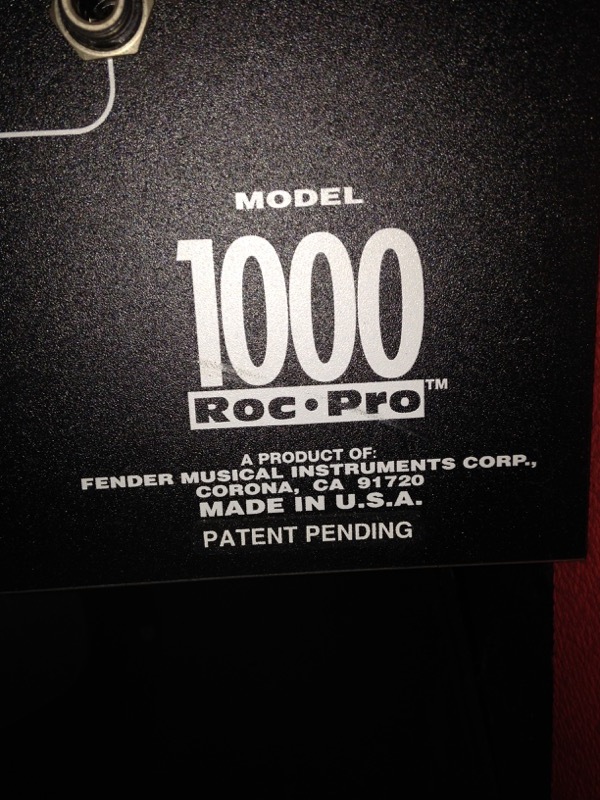 MODEL
1000
Roc•Pro™
A PRODUCT OF:
FENDER MUSICAL INSTRUMENTS CORP.,
CORONA, CA 91720
MADE IN U.S.A.
PATENT PENDING